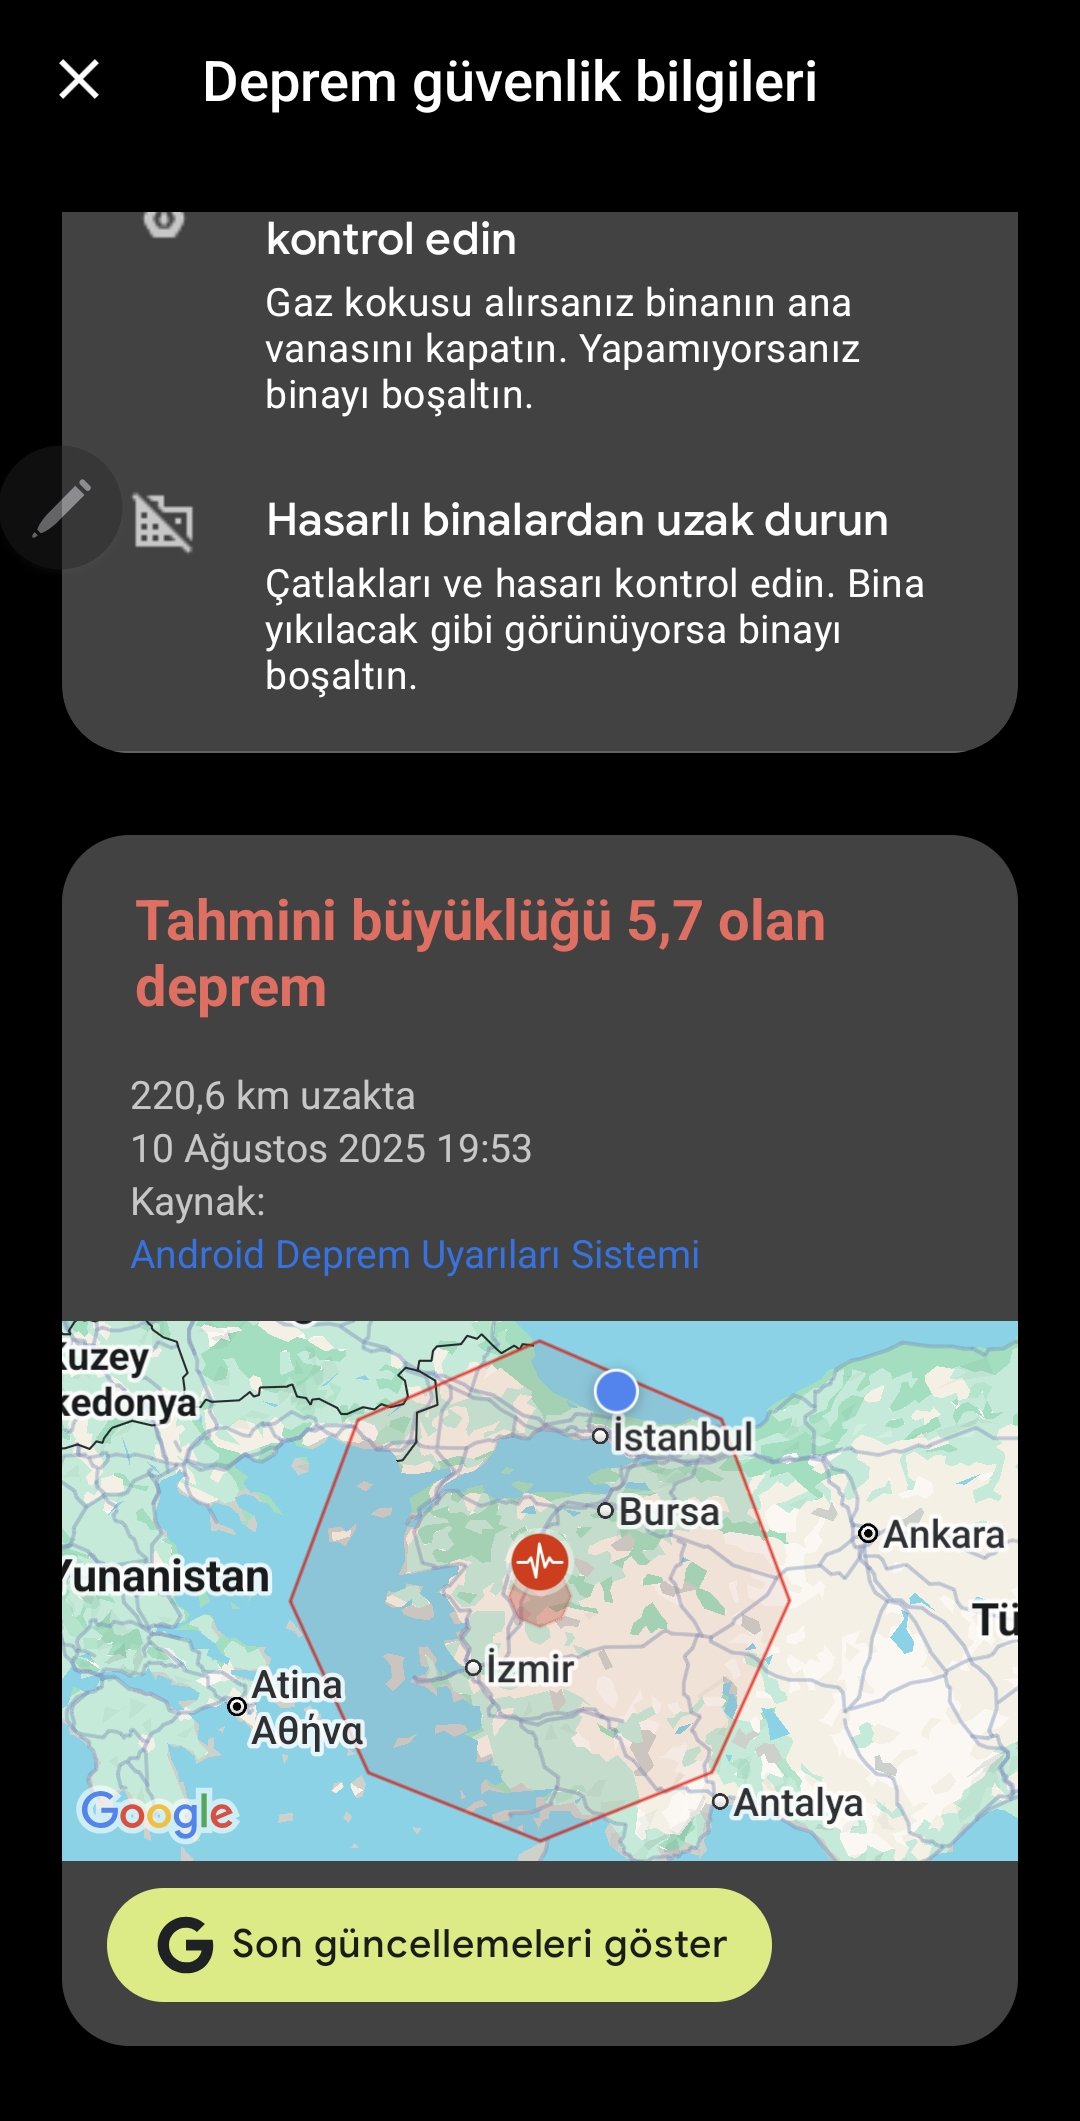 Deprem güvenlik bilgileri
kontrol edin
Gaz kokusu alırsanız binanın ana
vanasını kapatın. Yapamıyorsanız
binayı boşaltın.
Hasarlı binalardan uzak durun
Çatlakları ve hasarı kontrol edin. Bina
yıkılacak gibi görünüyorsa binayı
boşaltın.
Tahmini büyüklüğü 5,7 olan
deprem
220,6 km uzakta
10 Ağustos 2025 19:53
Kaynak:
Android Deprem Uyarıları Sistemi
Kuzey
kedonya
İstanbul
Bursa
Ankara
Yunanistan
Tü
İzmir
Atina
Αθήνα
Antalya
Google
Son güncellemeleri göster